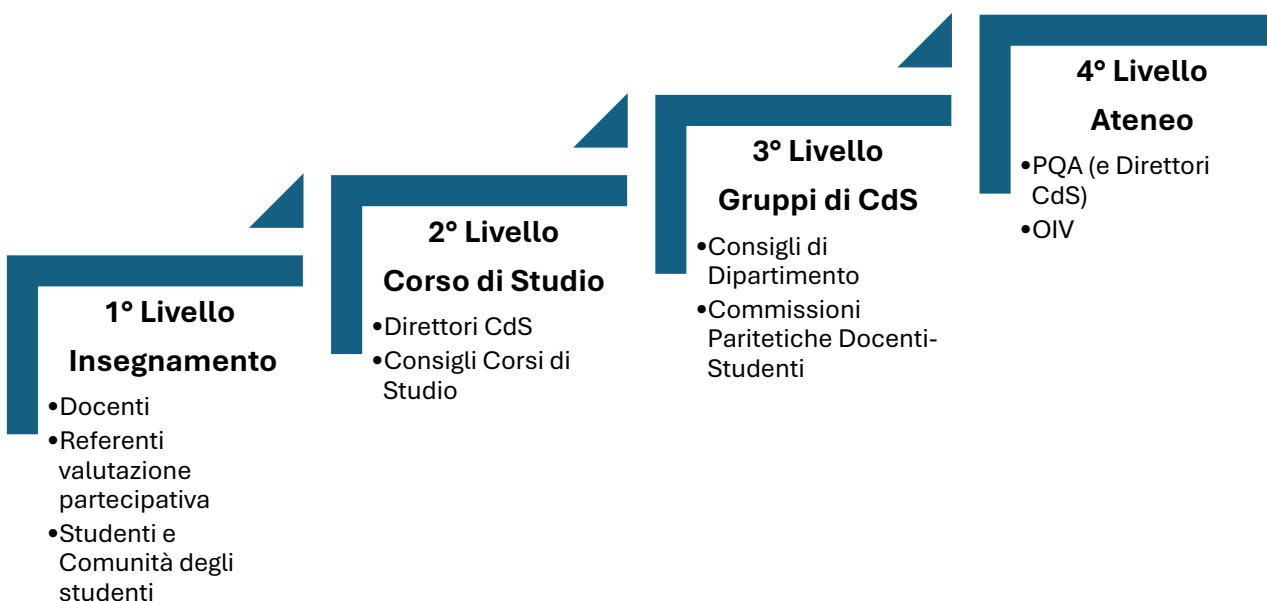 1° Livello
Insegnamento
•Docenti
•Referenti
valutazione
partecipativa
•Studenti e
Comunità degli
studenti
2° Livello
Corso di Studio
•Direttori CdS
•Consigli Corsi di
Studio
3° Livello
Gruppi di CdS
•Consigli di
Dipartimento
•Commissioni
Paritetiche Docenti-
Studenti
4° Livello
Ateneo
•PQA (e Direttori
CdS)
•OIV